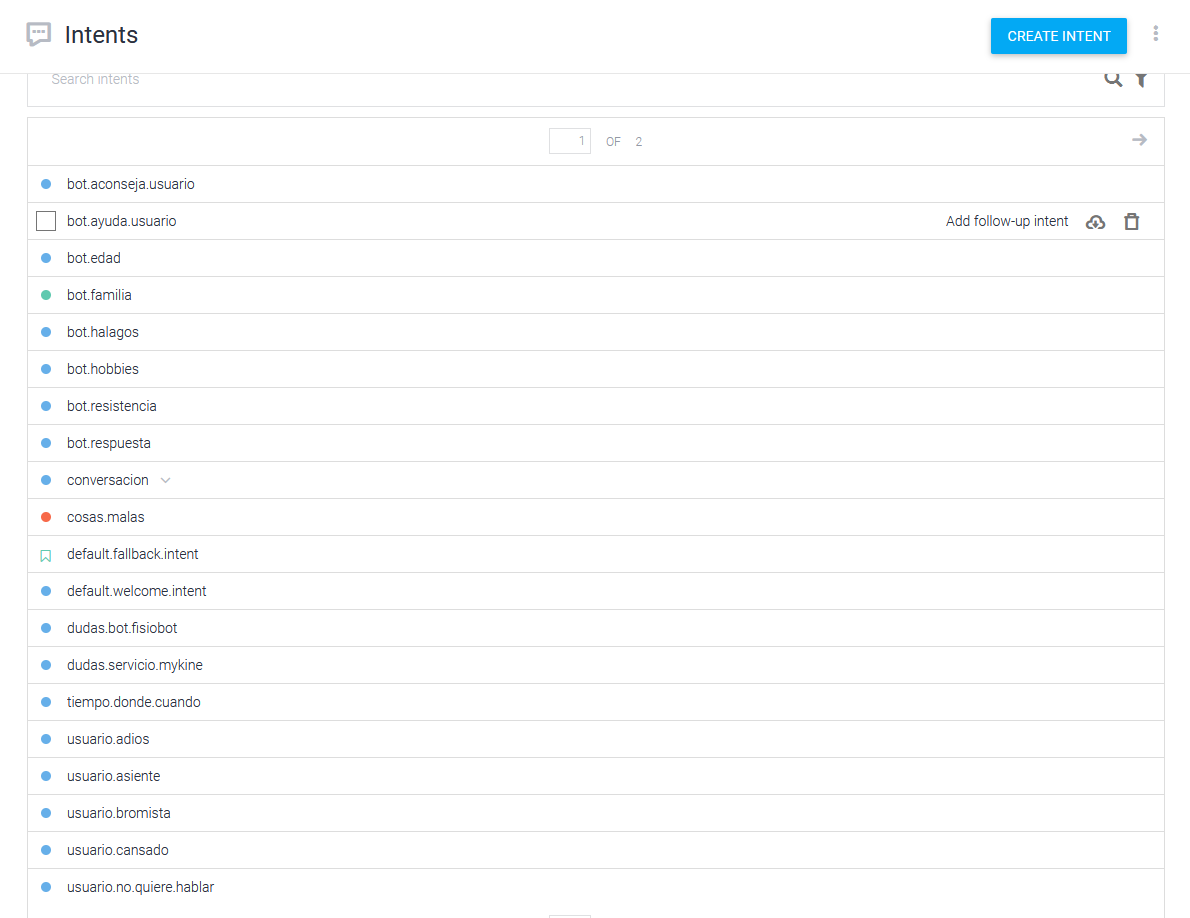 Intents
CREATE INTENT
Search intents
1 OF 2
bot.aconseja.usuario
bot.ayuda.usuario Add follow-up intent
bot.edad
bot.familia
bot.halagos
bot.hobbies
bot.resistencia
bot.respuesta
conversacion
cosas.malas
default.fallback.intent
default.welcome.intent
dudas.bot.fisiobot
dudas.servicio.mykine
tiempo.donde.cuando
usuario.adios
usuario.asiente
usuario.bromista
usuario.cansado
usuario.no.quiere.hablar